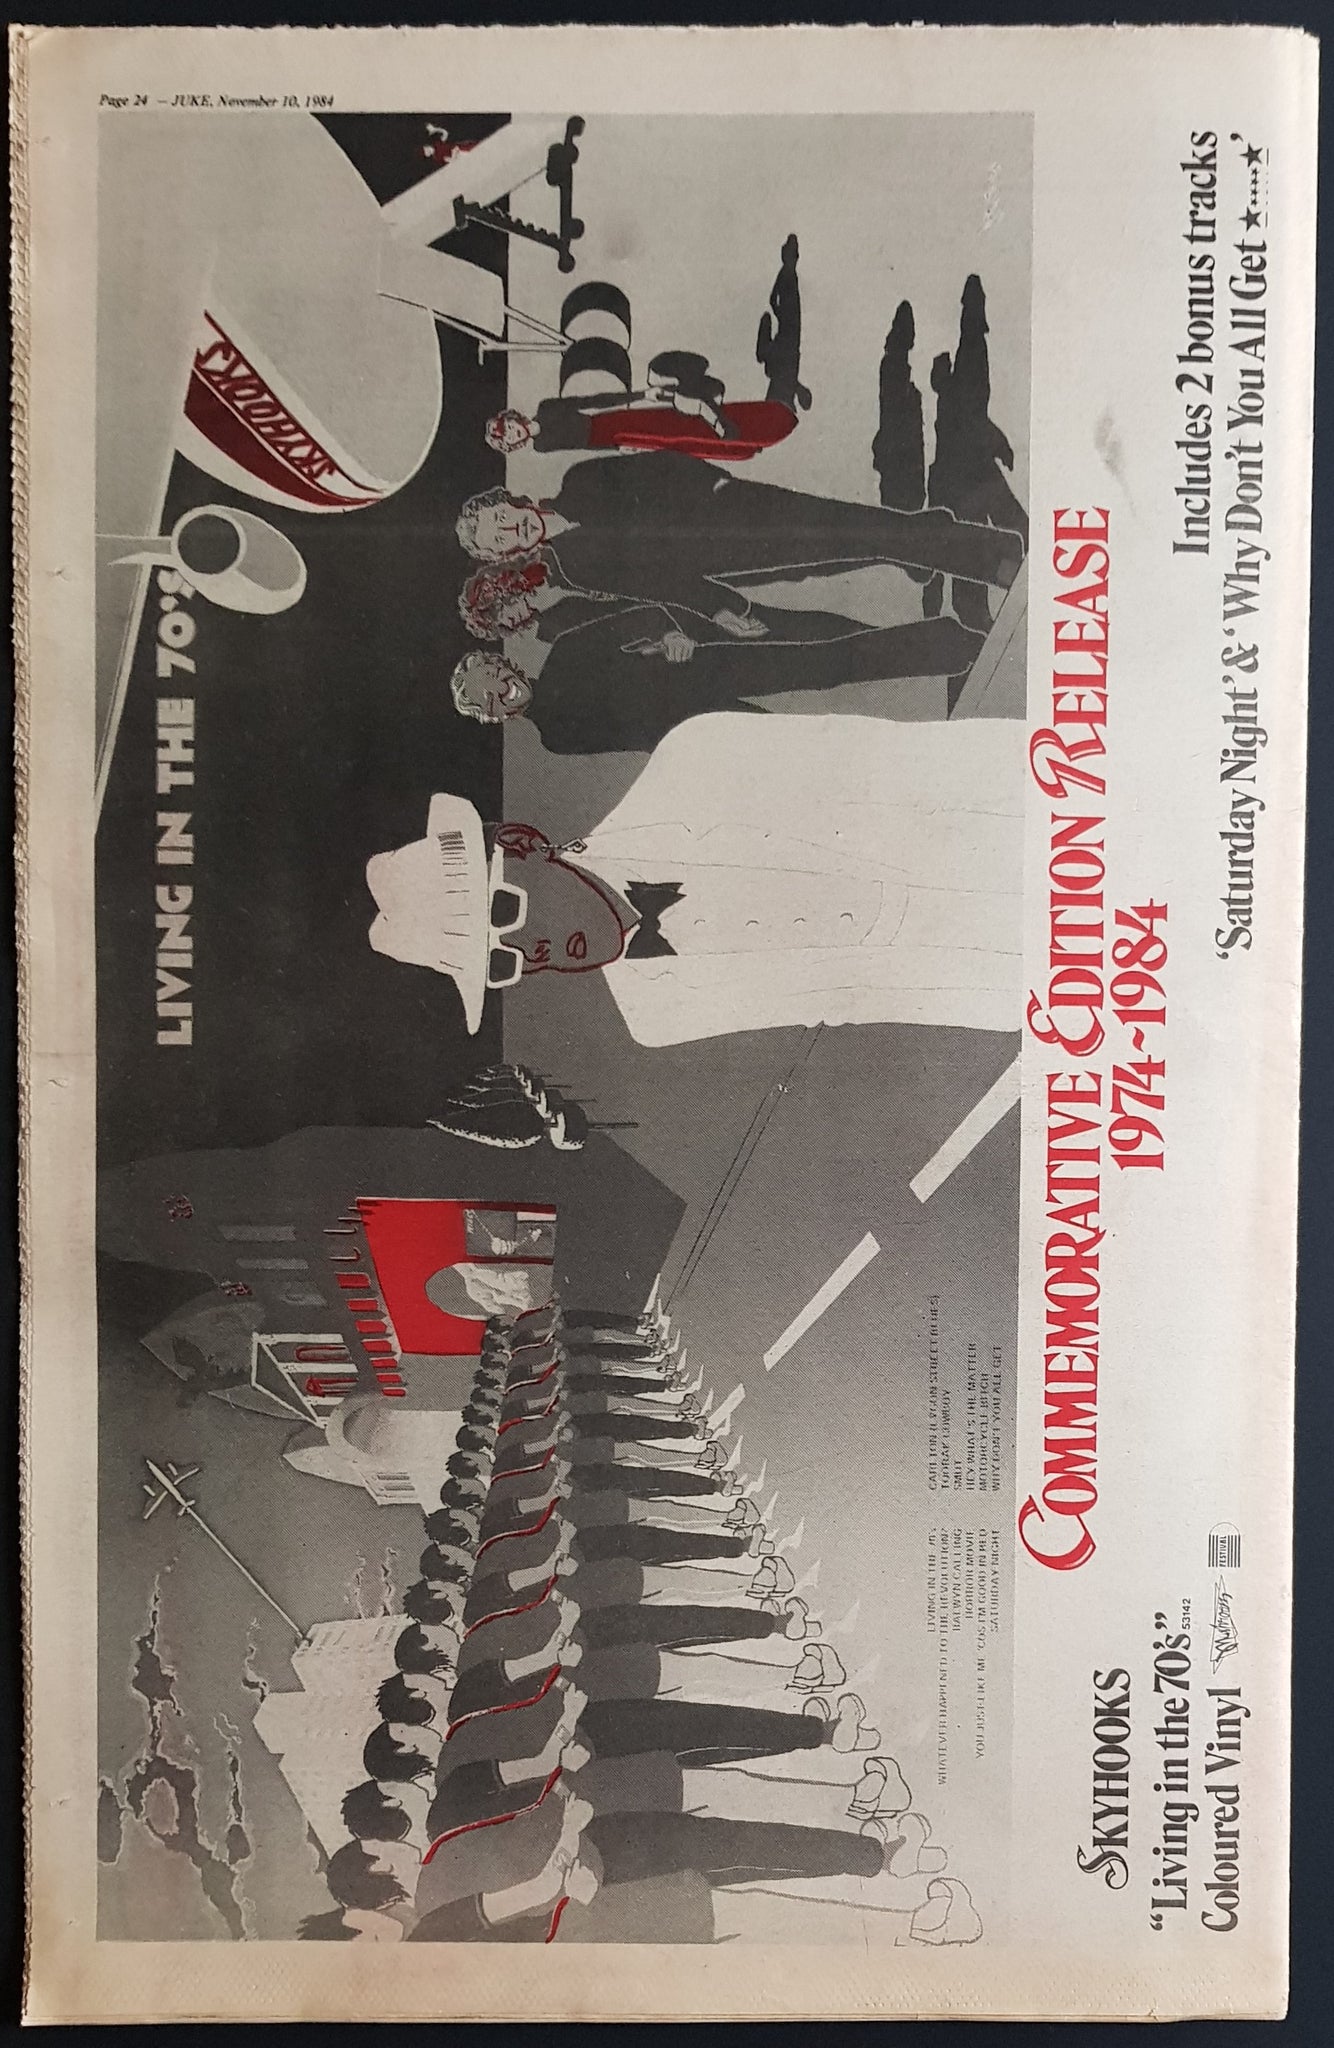 Page 24 — JUKE, November 10, 1984
LIVING IN THE 70'S
SKYHOOKS
LIVING IN THE 70'S
WHATEVER HAPPENED TO THE REVOLUTION?
BALWYN CALLING
HORROR MOVIE
YOU JUST LIKE ME 'COS I'M GOOD IN BED
SATURDAY NIGHT
CARLTON (LYGON STREET BLUES)
TOORAK COWBOY
SMUT
HEY WHAT'S THE MATTER
MOTORCYCLE BITCH
WHY DON'T YOU ALL GET
COMMEMORATIVE EDITION RELEASE
1974~1984
SKYHOOKS
“Living in the 70's”
Coloured Vinyl
53142
FESTIVAL
Includes 2 bonus tracks
‘Saturday Night’ & ‘Why Don't You All Get ★·····★’